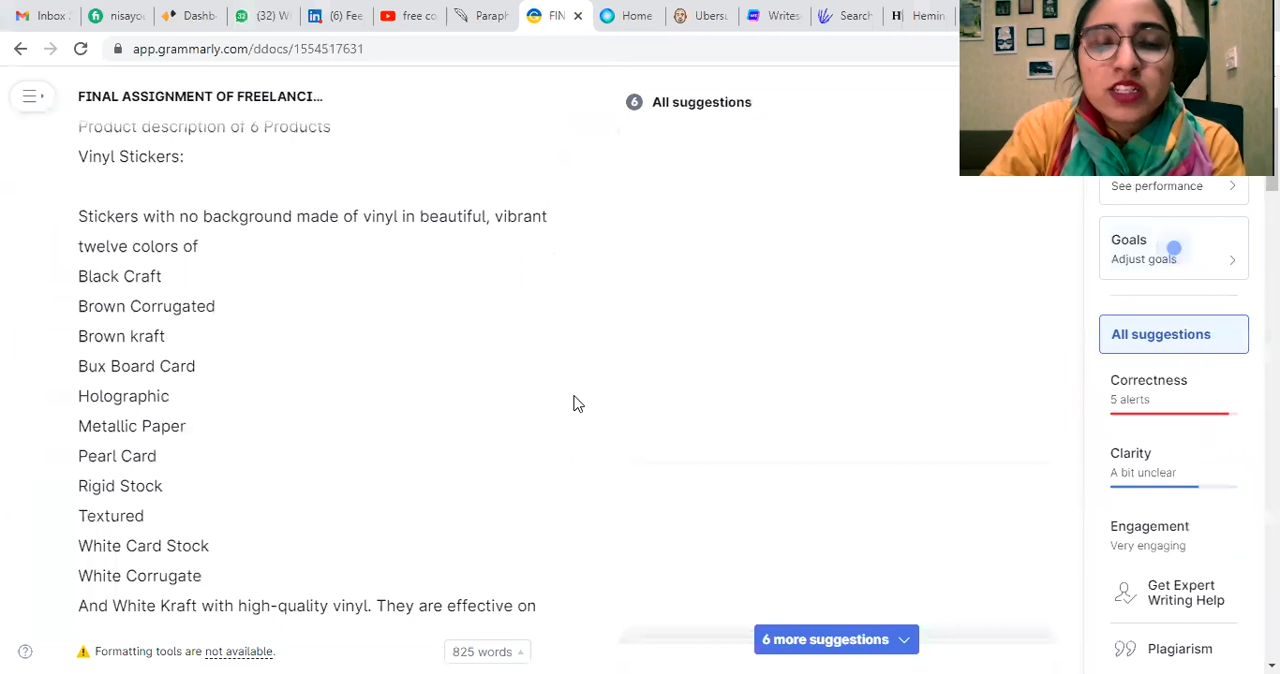 Inbox
nisayou
Dashb
(32) W
(6) Fee
free co
Paraph
FIN
Home
Ubersu
Writes
Search
Hemin
app.grammarly.com/ddocs/1554517631
FINAL ASSIGNMENT OF FREELANCI...
6 All suggestions
Product description of 6 Products
Vinyl Stickers:
See performance
Stickers with no background made of vinyl in beautiful, vibrant
twelve colors of
Goals
Adjust goals
Black Craft
Brown Corrugated
Brown kraft
All suggestions
Bux Board Card
Correctness
5 alerts
Holographic
Metallic Paper
Pearl Card
Clarity
A bit unclear
Rigid Stock
Textured
Engagement
Very engaging
White Card Stock
White Corrugate
Get Expert
Writing Help
And White Kraft with high-quality vinyl. They are effective on
6 more suggestions
Formatting tools are not available.
825 words
Plagiarism